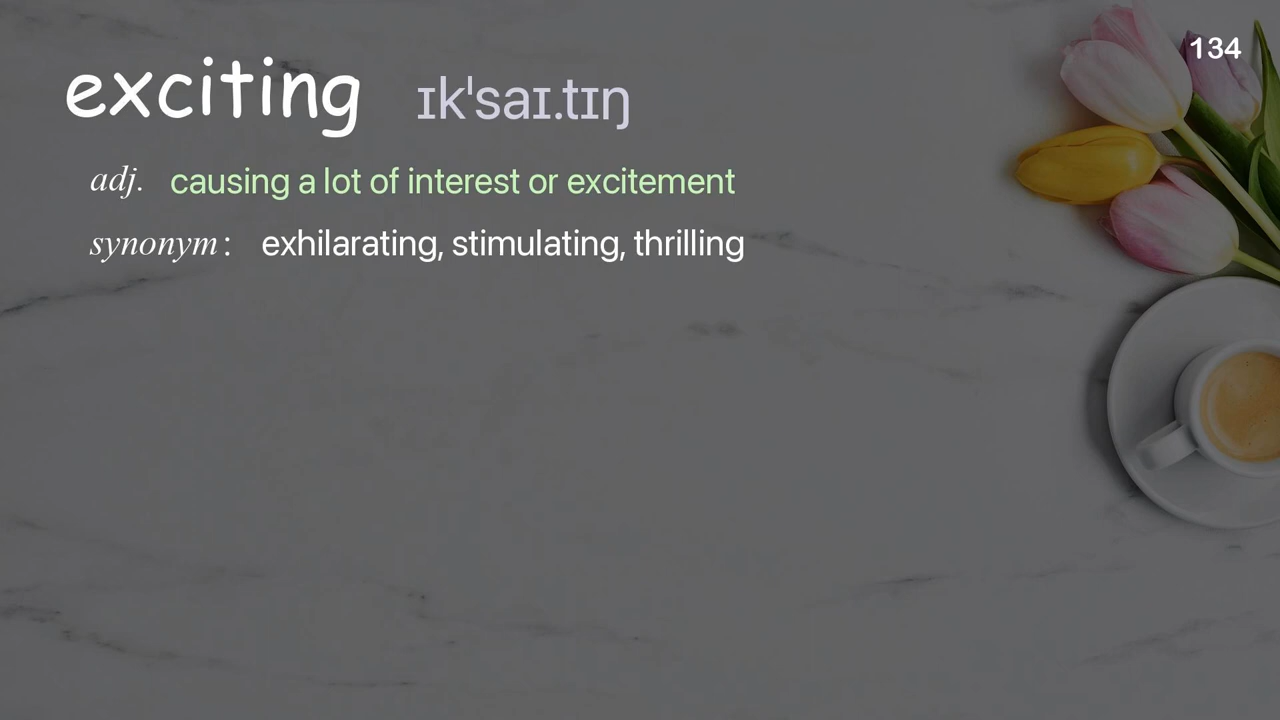 134
exciting ɪkˈsaɪ.tɪŋ
adj. causing a lot of interest or excitement
synonym: exhilarating, stimulating, thrilling